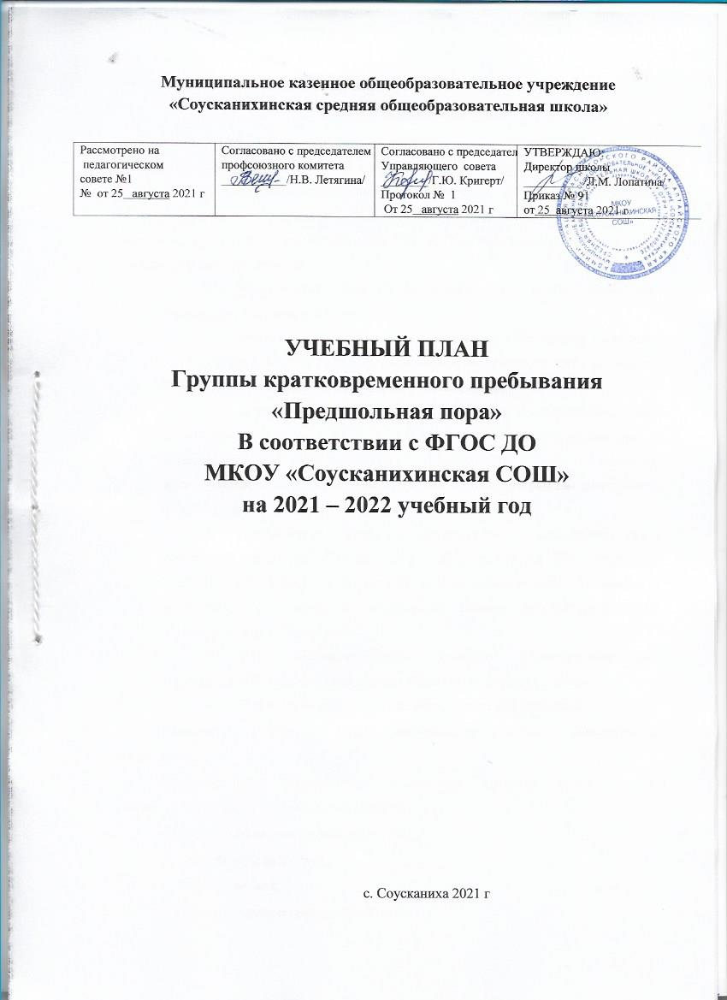 Муниципальное казенное общеобразовательное учреждение
«Соусканихинская средняя общеобразовательная школа»
Рассмотрено на
педагогическом
совете №1
№ от 25 августа 2021 г
Согласовано с председателем
профсоюзного комитета
/Н.В. Летягина/
Согласовано с председател
Управляющего совета
/Г.Ю. Кригерт/
Протокол № 1
От 25 августа 2021 г
УТВЕРЖДАЮ
Директор школы
/Л.М. Лопатина/
Приказ № 91
от 25 августа 2021 г
МКОУ
СОШ»
УЧЕБНЫЙ ПЛАН
Группы кратковременного пребывания
«Предшольная пора»
В соответствии с ФГОС ДО
МКОУ «Соусканихинская СОШ»
на 2021 – 2022 учебный год
с. Соусканиха 2021 г